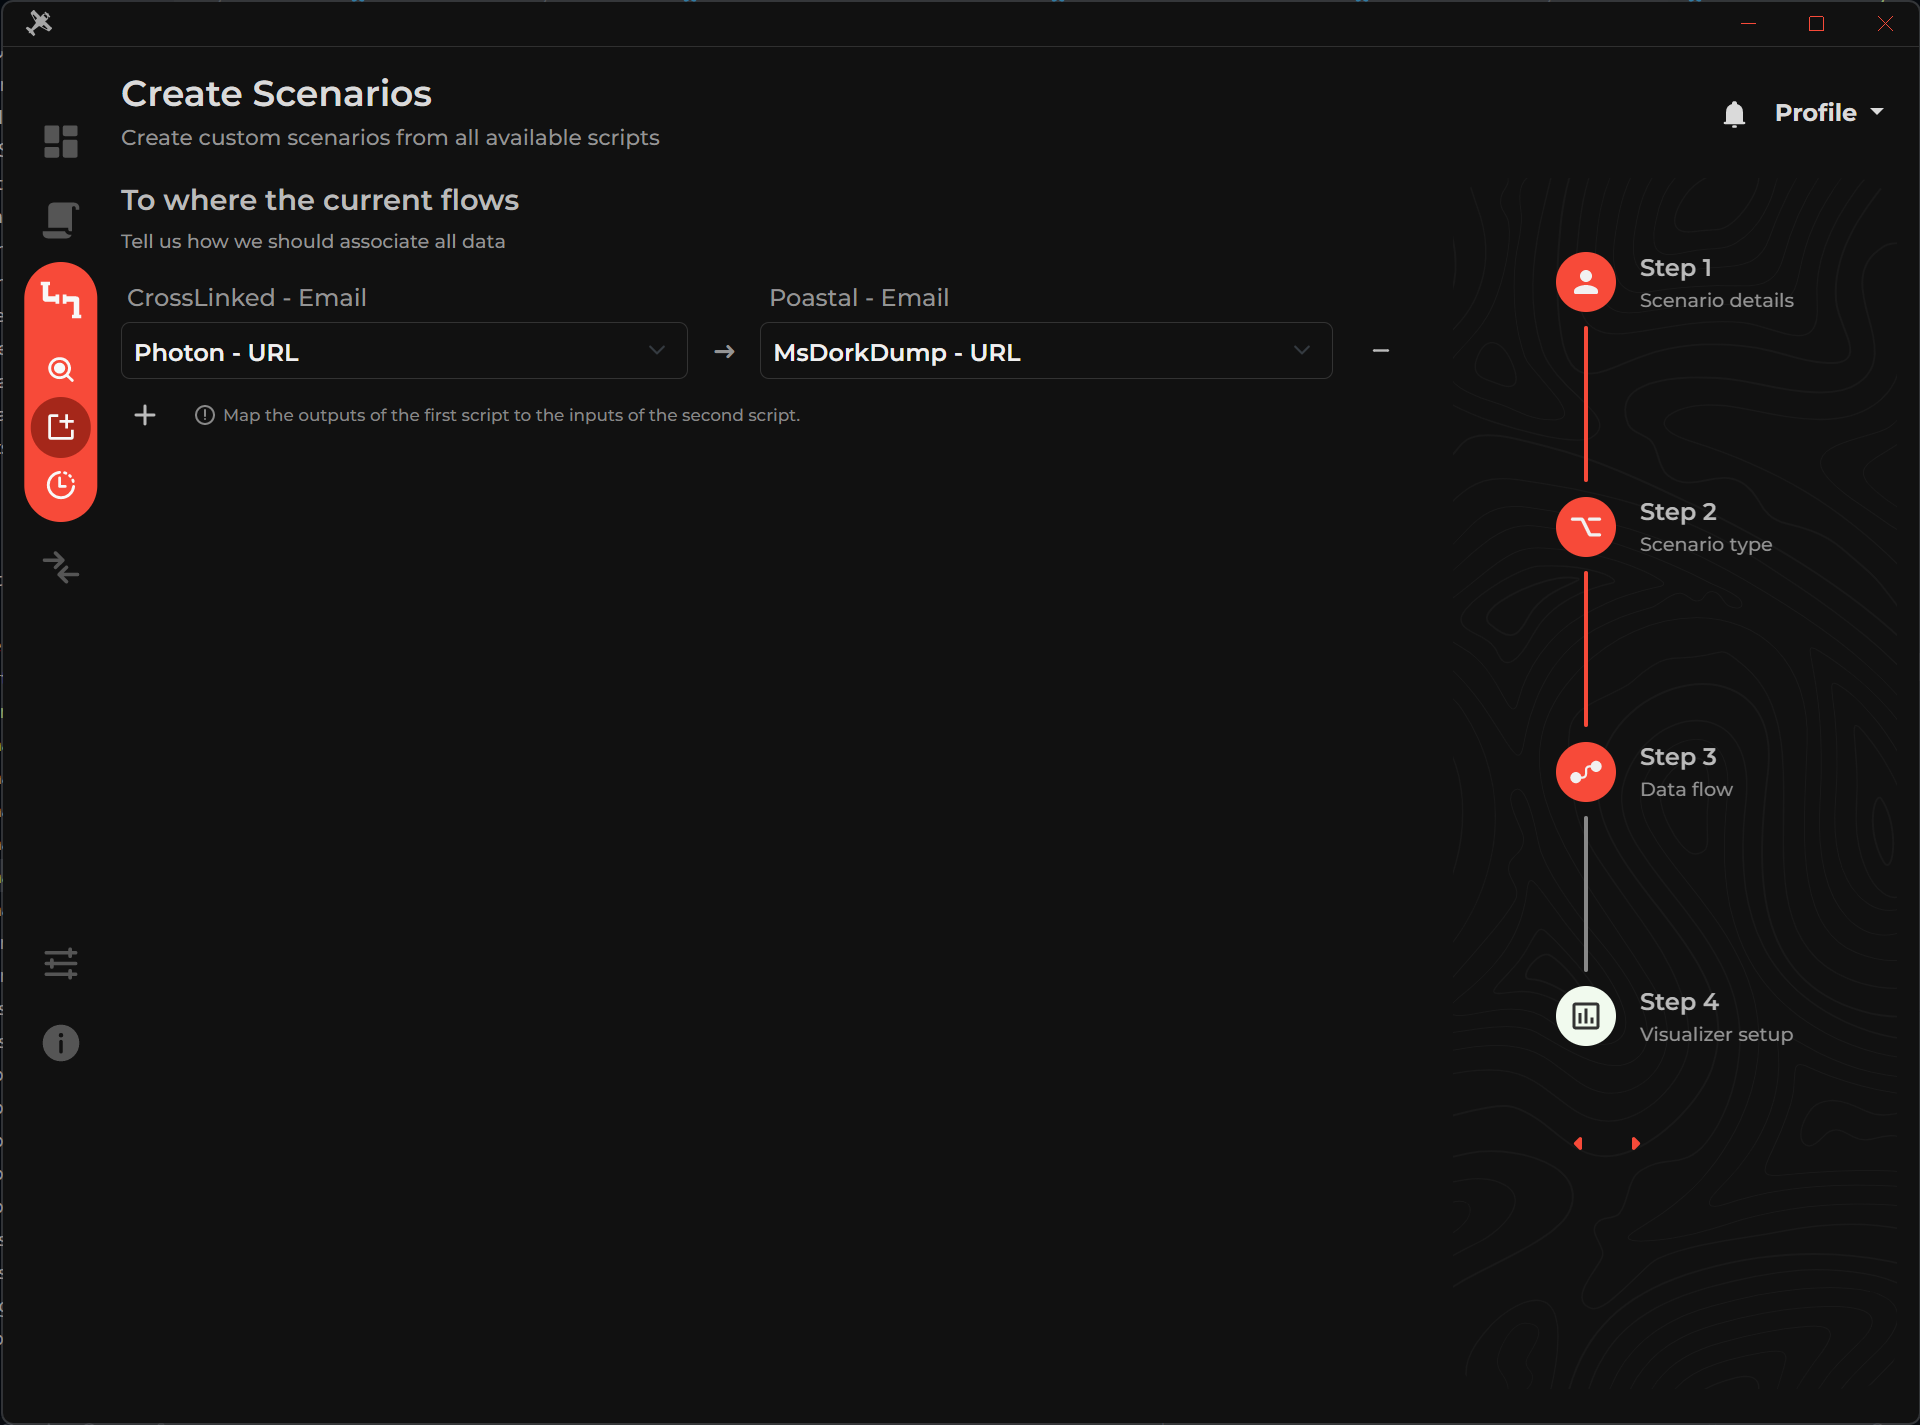 Create Scenarios
Create custom scenarios from all available scripts
Profile
To where the current flows
Tell us how we should associate all data
CrossLinked - Email
Poastal - Email
Photon - URL
MsDorkDump - URL
Map the outputs of the first script to the inputs of the second script.
Step 1
Scenario details
Step 2
Scenario type
Step 3
Data flow
Step 4
Visualizer setup